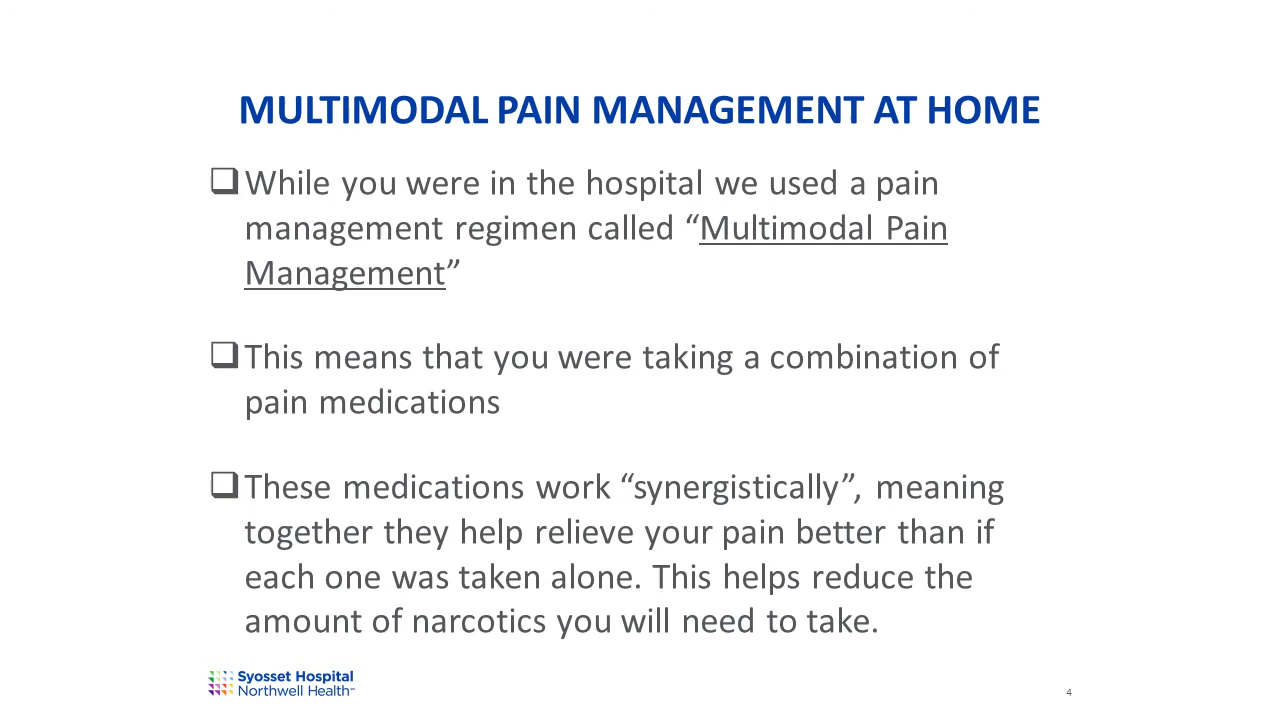 MULTIMODAL PAIN MANAGEMENT AT HOME
❑While you were in the hospital we used a pain
management regimen called “Multimodal Pain
Management”
❑This means that you were taking a combination of
pain medications
❑These medications work “synergistically”, meaning
together they help relieve your pain better than if
each one was taken alone. This helps reduce the
amount of narcotics you will need to take.
Syosset Hospital
Northwell Health℠
4